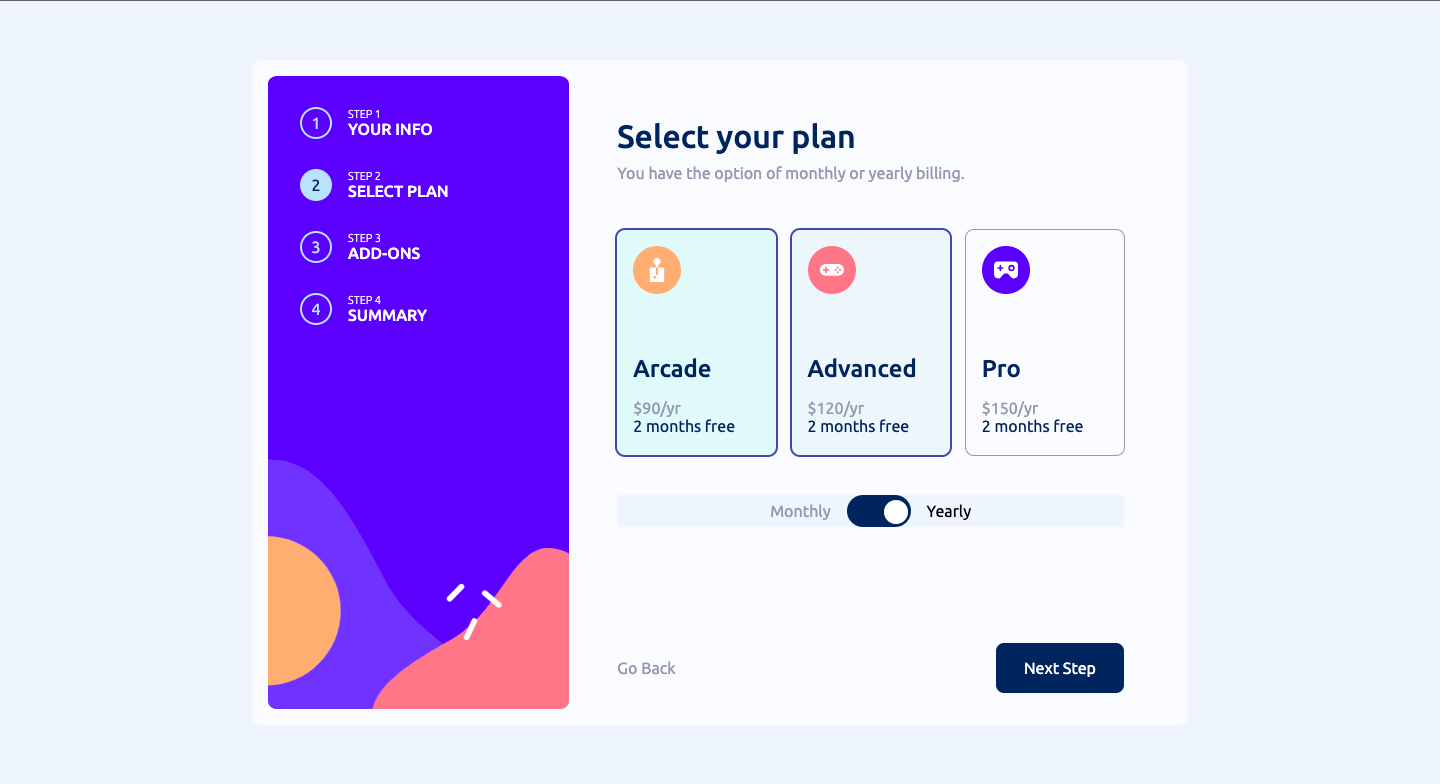 1
STEP 1
YOUR INFO
2
STEP 2
SELECT PLAN
3
STEP 3
ADD-ONS
4
STEP 4
SUMMARY
Select your plan
You have the option of monthly or yearly billing.
Arcade
$90/yr
2 months free
Advanced
$120/yr
2 months free
Pro
$150/yr
2 months free
Monthly
Yearly
Go Back
Next Step